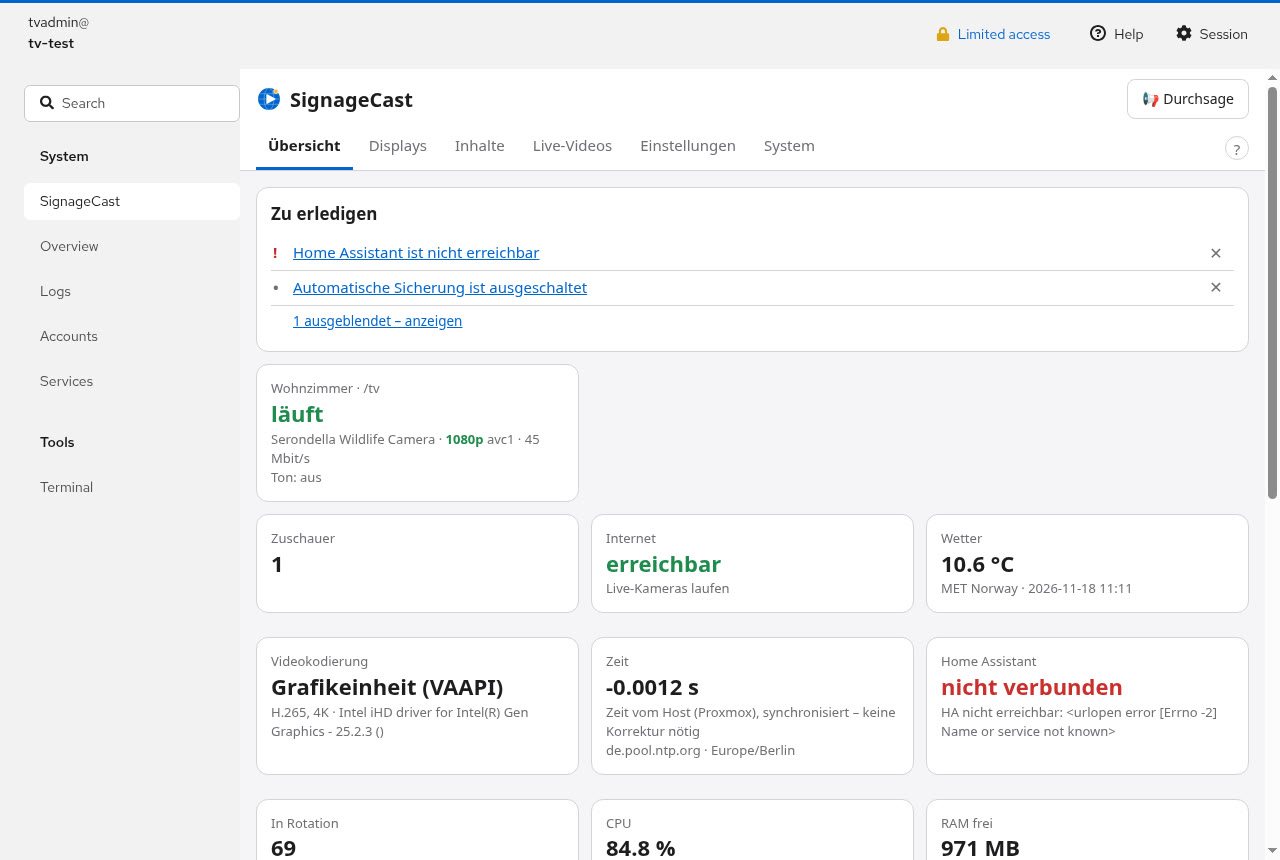 tvadmin@
tv-test
Limited access
Help
Session
Search
System
SignageCast
Overview
Logs
Accounts
Services
Tools
Terminal
SignageCast
Durchsage
Übersicht
Displays
Inhalte
Live-Videos
Einstellungen
System
?
Zu erledigen
! Home Assistant ist nicht erreichbar ✕
• Automatische Sicherung ist ausgeschaltet ✕
1 ausgeblendet – anzeigen
Wohnzimmer · /tv
läuft
Serondella Wildlife Camera · 1080p avc1 · 45
Mbit/s
Ton: aus
Zuschauer
1
Internet
erreichbar
Live-Kameras laufen
Wetter
10.6 °C
MET Norway · 2026-11-18 11:11
Videokodierung
Grafikeinheit (VAAPI)
H.265, 4K · Intel iHD driver for Intel(R) Gen
Graphics - 25.2.3 ()
Zeit
-0.0012 s
Zeit vom Host (Proxmox), synchronisiert – keine
Korrektur nötig
de.pool.ntp.org · Europe/Berlin
Home Assistant
nicht verbunden
HA nicht erreichbar: <urlopen error [Errno -2]
Name or service not known>
In Rotation
69
CPU
84.8 %
RAM frei
971 MB